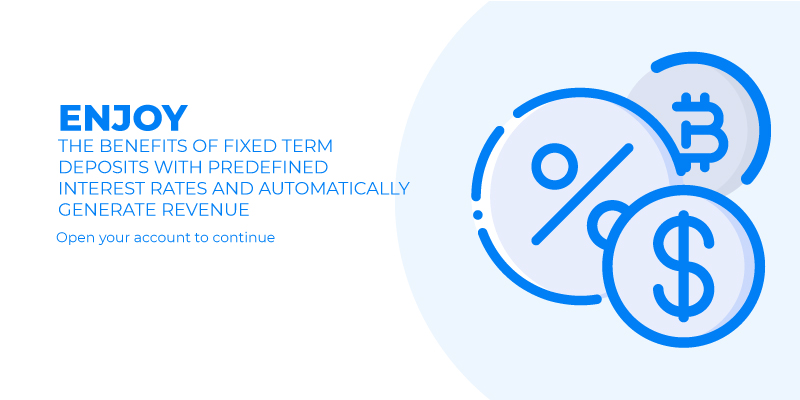 ENJOY
THE BENEFITS OF FIXED TERM
DEPOSITS WITH PREDEFINED
INTEREST RATES AND AUTOMATICALLY
GENERATE REVENUE
Open your account to continue